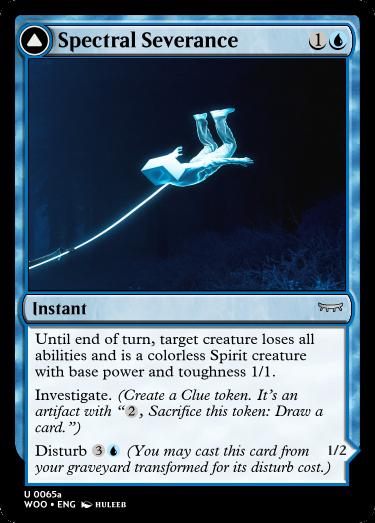 Spectral Severance 1
Instant
Until end of turn, target creature loses all
abilities and is a colorless Spirit creature
with base power and toughness 1/1.
Investigate. (Create a Clue token. It's an
artifact with “2, Sacrifice this token: Draw a
card.”)
Disturb 3 (You may cast this card from
your graveyard transformed for its disturb cost.)
1/2
U 0065a
WOO • ENG HULEEB